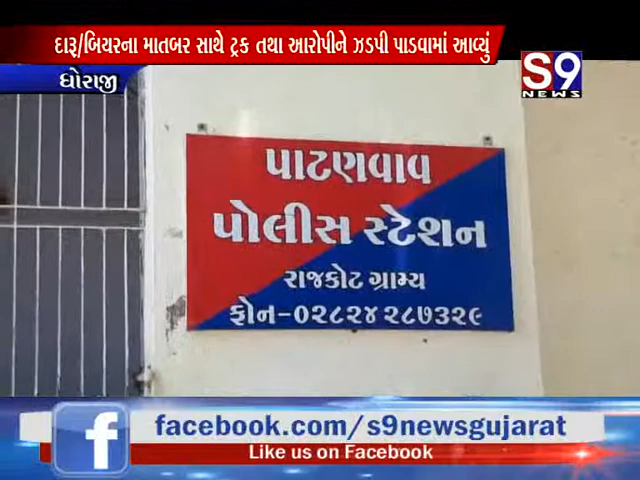 દારૂ/બિયરના માતબર સાથે ટ્રક તથા આરોપીને ઝડપી પાડવામાં આવ્યું
ધોરાજી
S9
NEWS
પાટણવાવ
પોલીસ સ્ટેશન
રાજકોટ ગ્રામ્ય
ફોન-૦૨૮૨૪ ૨૮૭૩૨૯
facebook.com/s9newsgujarat
Like us on Facebook